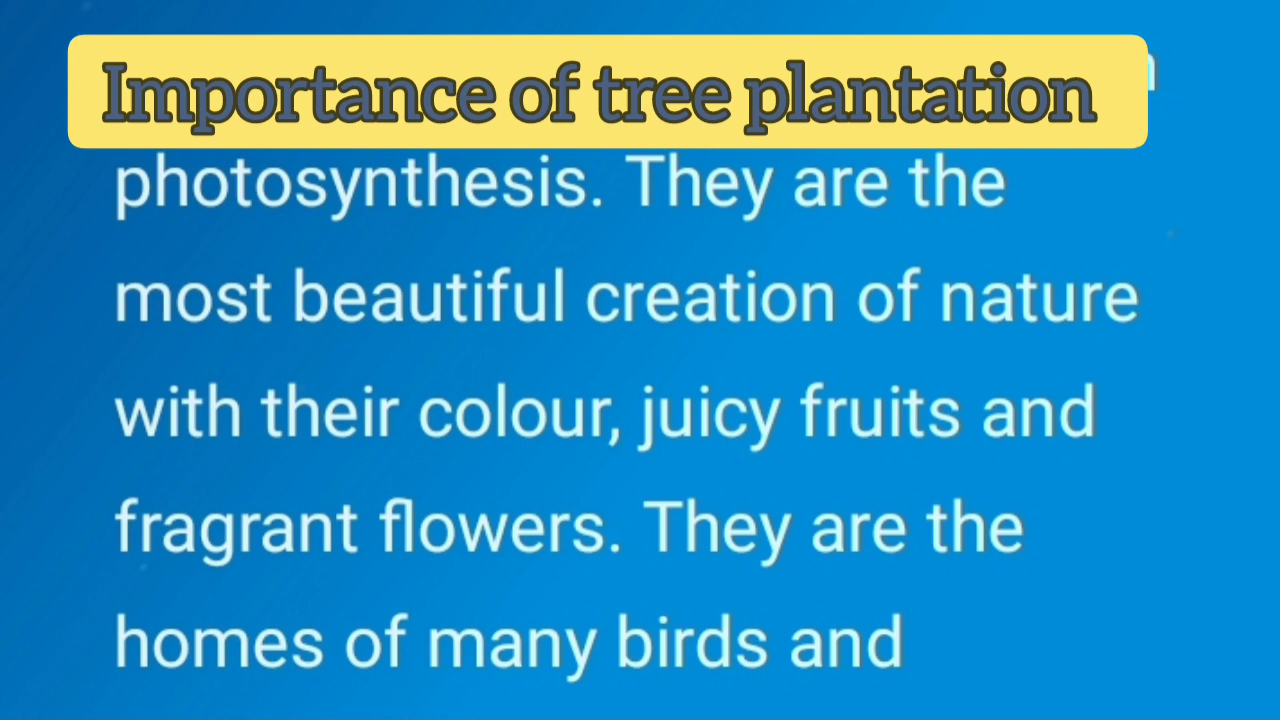 Importance of tree plantation
photosynthesis. They are the
most beautiful creation of nature
with their colour, juicy fruits and
fragrant flowers. They are the
homes of many birds and